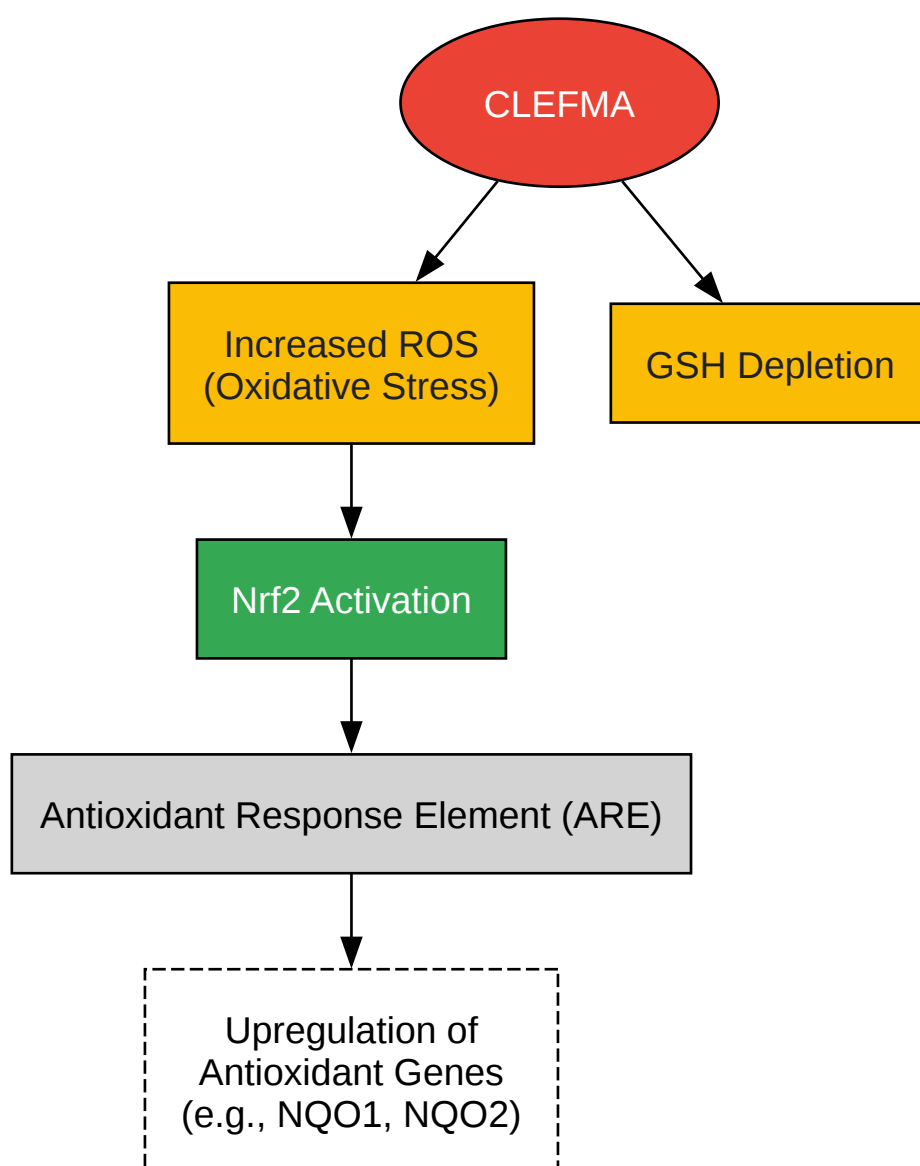 CLEFMA
Increased ROS
(Oxidative Stress)
GSH Depletion
Nrf2 Activation
Antioxidant Response Element (ARE)
Upregulation of
Antioxidant Genes
(e.g., NQO1, NQO2)